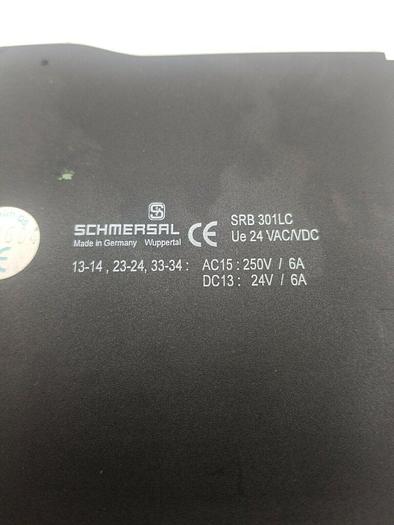 SCHMERSAL
Made in Germany Wuppertal
CE
SRB 301LC
Ue 24 VAC/VDC
13-14 , 23-24, 33-34 : AC15 : 250V / 6A
DC13 : 24V / 6A